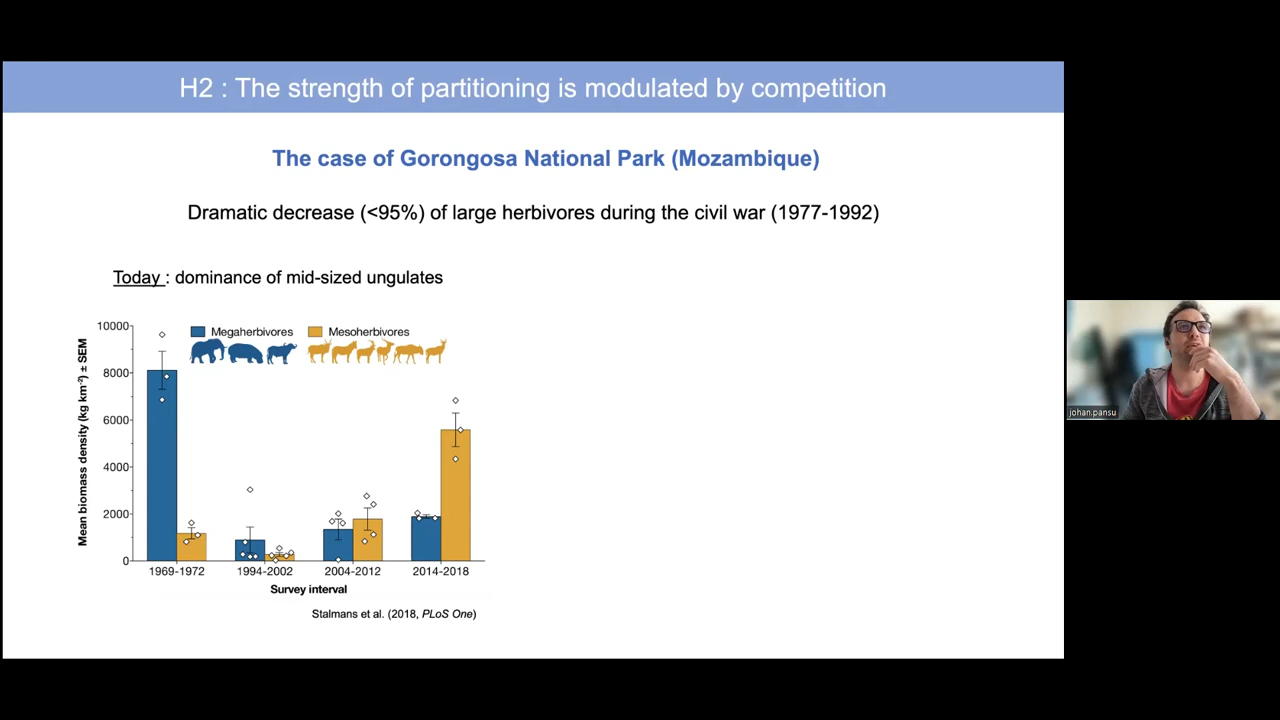 H2 : The strength of partitioning is modulated by competition
The case of Gorongosa National Park (Mozambique)
Dramatic decrease (<95%) of large herbivores during the civil war (1977-1992)
Today : dominance of mid-sized ungulates
Megaherbivores
Mesoherbivores
Mean biomass density (kg km⁻²) ± SEM
10000
8000
6000
4000
2000
0
1969-1972
1994-2002
2004-2012
2014-2018
Survey interval
Stalmans et al. (2018, PLoS One)
johan.pansu